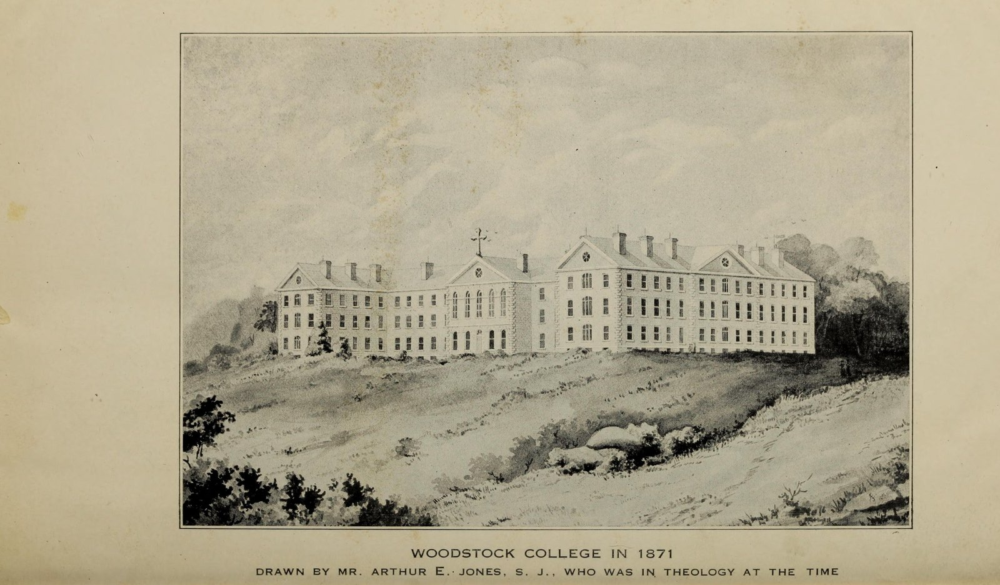 WOODSTOCK COLLEGE IN 1871
DRAWN BY MR. ARTHUR E. JONES, S. J., WHO WAS IN THEOLOGY AT THE TIME